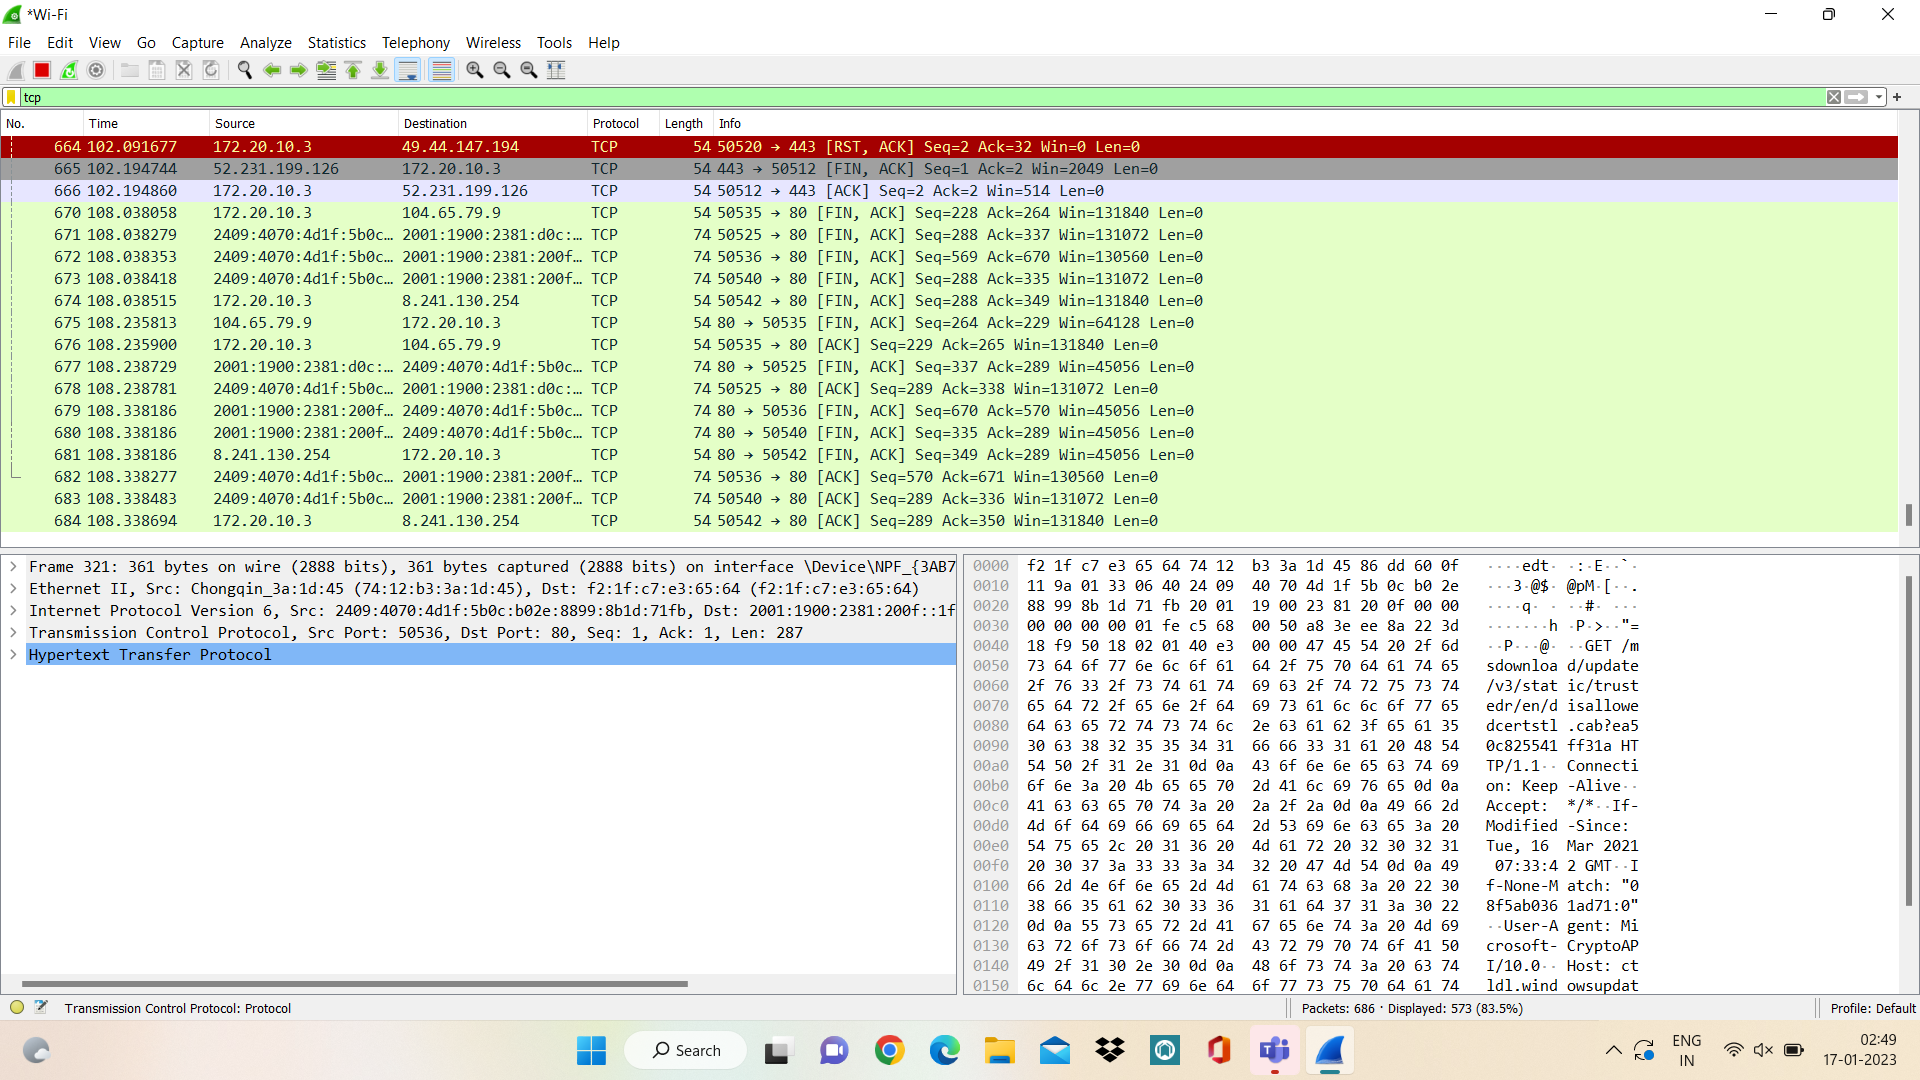 *Wi-Fi
File Edit View Go Capture Analyze Statistics Telephony Wireless Tools Help
tcp
No. Time Source Destination Protocol Length Info
664 102.091677 172.20.10.3 49.44.147.194 TCP 54 50520 → 443 [RST, ACK] Seq=2 Ack=32 Win=0 Len=0
665 102.194744 52.231.199.126 172.20.10.3 TCP 54 443 → 50512 [FIN, ACK] Seq=1 Ack=2 Win=2049 Len=0
666 102.194860 172.20.10.3 52.231.199.126 TCP 54 50512 → 443 [ACK] Seq=2 Ack=2 Win=514 Len=0
670 108.038058 172.20.10.3 104.65.79.9 TCP 54 50535 → 80 [FIN, ACK] Seq=228 Ack=264 Win=131840 Len=0
671 108.038279 2409:4070:4d1f:5b0c… 2001:1900:2381:d0c:… TCP 74 50525 → 80 [FIN, ACK] Seq=288 Ack=337 Win=131072 Len=0
672 108.038353 2409:4070:4d1f:5b0c… 2001:1900:2381:200f… TCP 74 50536 → 80 [FIN, ACK] Seq=569 Ack=670 Win=130560 Len=0
673 108.038418 2409:4070:4d1f:5b0c… 2001:1900:2381:200f… TCP 74 50540 → 80 [FIN, ACK] Seq=288 Ack=335 Win=131072 Len=0
674 108.038515 172.20.10.3 8.241.130.254 TCP 54 50542 → 80 [FIN, ACK] Seq=288 Ack=349 Win=131840 Len=0
675 108.235813 104.65.79.9 172.20.10.3 TCP 54 80 → 50535 [FIN, ACK] Seq=264 Ack=229 Win=64128 Len=0
676 108.235900 172.20.10.3 104.65.79.9 TCP 54 50535 → 80 [ACK] Seq=229 Ack=265 Win=131840 Len=0
677 108.238729 2001:1900:2381:d0c:… 2409:4070:4d1f:5b0c… TCP 74 80 → 50525 [FIN, ACK] Seq=337 Ack=289 Win=45056 Len=0
678 108.238781 2409:4070:4d1f:5b0c… 2001:1900:2381:d0c:… TCP 74 50525 → 80 [ACK] Seq=289 Ack=338 Win=131072 Len=0
679 108.338186 2001:1900:2381:200f… 2409:4070:4d1f:5b0c… TCP 74 80 → 50536 [FIN, ACK] Seq=670 Ack=570 Win=45056 Len=0
680 108.338186 2001:1900:2381:200f… 2409:4070:4d1f:5b0c… TCP 74 80 → 50540 [FIN, ACK] Seq=335 Ack=289 Win=45056 Len=0
681 108.338186 8.241.130.254 172.20.10.3 TCP 54 80 → 50542 [FIN, ACK] Seq=349 Ack=289 Win=45056 Len=0
682 108.338277 2409:4070:4d1f:5b0c… 2001:1900:2381:200f… TCP 74 50536 → 80 [ACK] Seq=570 Ack=671 Win=130560 Len=0
683 108.338483 2409:4070:4d1f:5b0c… 2001:1900:2381:200f… TCP 74 50540 → 80 [ACK] Seq=289 Ack=336 Win=131072 Len=0
684 108.338694 172.20.10.3 8.241.130.254 TCP 54 50542 → 80 [ACK] Seq=289 Ack=350 Win=131840 Len=0
Frame 321: 361 bytes on wire (2888 bits), 361 bytes captured (2888 bits) on interface \Device\NPF_{3AB7
Ethernet II, Src: Chongqin_3a:1d:45 (74:12:b3:3a:1d:45), Dst: f2:1f:c7:e3:65:64 (f2:1f:c7:e3:65:64)
Internet Protocol Version 6, Src: 2409:4070:4d1f:5b0c:b02e:8899:8b1d:71fb, Dst: 2001:1900:2381:200f::1f
Transmission Control Protocol, Src Port: 50536, Dst Port: 80, Seq: 1, Ack: 1, Len: 287
Hypertext Transfer Protocol
0000 f2 1f c7 e3 65 64 74 12 b3 3a 1d 45 86 dd 60 0f ····edt· ·:·E··`·
0010 11 9a 01 33 06 40 24 09 40 70 4d 1f 5b 0c b0 2e ···3·@$· @pM·[··.
0020 88 99 8b 1d 71 fb 20 01 19 00 23 81 20 0f 00 00 ····q· · ··#· ···
0030 00 00 00 00 01 fe c5 68 00 50 a8 3e ee 8a 22 3d ·······h ·P·>··"=
0040 18 f9 50 18 02 01 40 e3 00 00 47 45 54 20 2f 6d ··P···@· ··GET /m
0050 73 64 6f 77 6e 6c 6f 61 64 2f 75 70 64 61 74 65 sdownloa d/update
0060 2f 76 33 2f 73 74 61 74 69 63 2f 74 72 75 73 74 /v3/stat ic/trust
0070 65 64 72 2f 65 6e 2f 64 69 73 61 6c 6c 6f 77 65 edr/en/d isallowe
0080 64 63 65 72 74 73 74 6c 2e 63 61 62 3f 65 61 35 dcertstl .cab?ea5
0090 30 63 38 32 35 35 34 31 66 66 33 31 61 20 48 54 0c825541 ff31a HT
00a0 54 50 2f 31 2e 31 0d 0a 43 6f 6e 6e 65 63 74 69 TP/1.1·· Connecti
00b0 6f 6e 3a 20 4b 65 65 70 2d 41 6c 69 76 65 0d 0a on: Keep -Alive··
00c0 41 63 63 65 70 74 3a 20 2a 2f 2a 0d 0a 49 66 2d Accept: */*··If-
00d0 4d 6f 64 69 66 69 65 64 2d 53 69 6e 63 65 3a 20 Modified -Since:
00e0 54 75 65 2c 20 31 36 20 4d 61 72 20 32 30 32 31 Tue, 16 Mar 2021
00f0 20 30 37 3a 33 33 3a 34 32 20 47 4d 54 0d 0a 49 07:33:4 2 GMT··I
0100 66 2d 4e 6f 6e 65 2d 4d 61 74 63 68 3a 20 22 30 f-None-M atch: "0
0110 38 66 35 61 62 30 33 36 31 61 64 37 31 3a 30 22 8f5ab036 1ad71:0"
0120 0d 0a 55 73 65 72 2d 41 67 65 6e 74 3a 20 4d 69 ··User-A gent: Mi
0130 63 72 6f 73 6f 66 74 2d 43 72 79 70 74 6f 41 50 crosoft- CryptoAP
0140 49 2f 31 30 2e 30 0d 0a 48 6f 73 74 3a 20 63 74 I/10.0·· Host: ct
0150 6c 64 6c 2e 77 69 6e 64 6f 77 73 75 70 64 61 74 ldl.wind owsupdat
Transmission Control Protocol: Protocol
Packets: 686 · Displayed: 573 (83.5%)
Profile: Default
Search
ENG
IN
02:49
17-01-2023